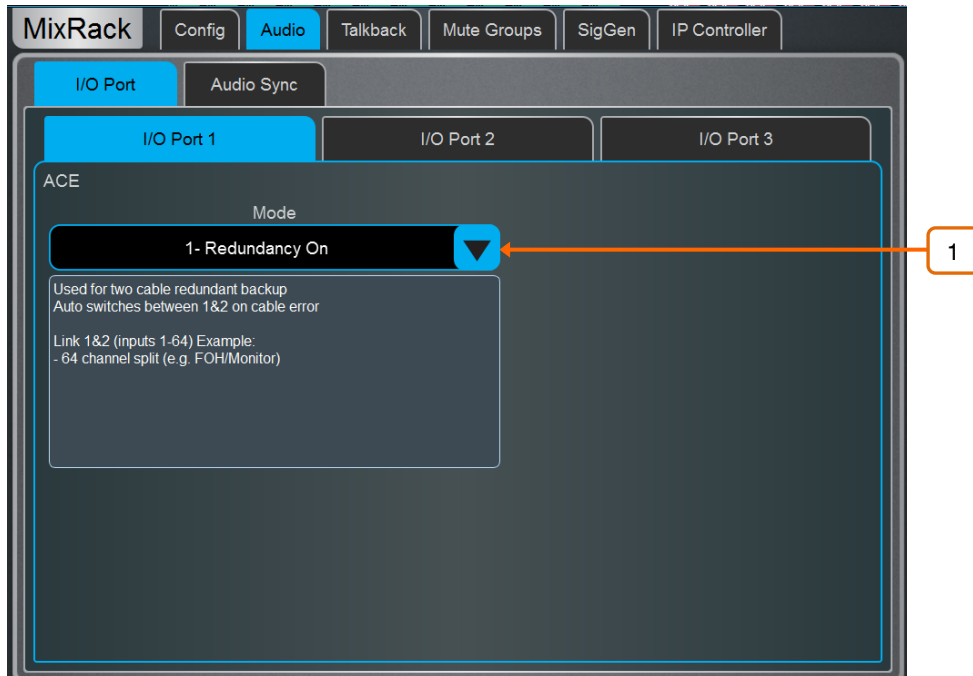 MixRack
Config
Audio
Talkback
Mute Groups
SigGen
IP Controller
I/O Port
Audio Sync
I/O Port 1
I/O Port 2
I/O Port 3
ACE
Mode
1- Redundancy On
1
Used for two cable redundant backup
Auto switches between 1&2 on cable error
Link 1&2 (inputs 1-64) Example:
- 64 channel split (e.g. FOH/Monitor)